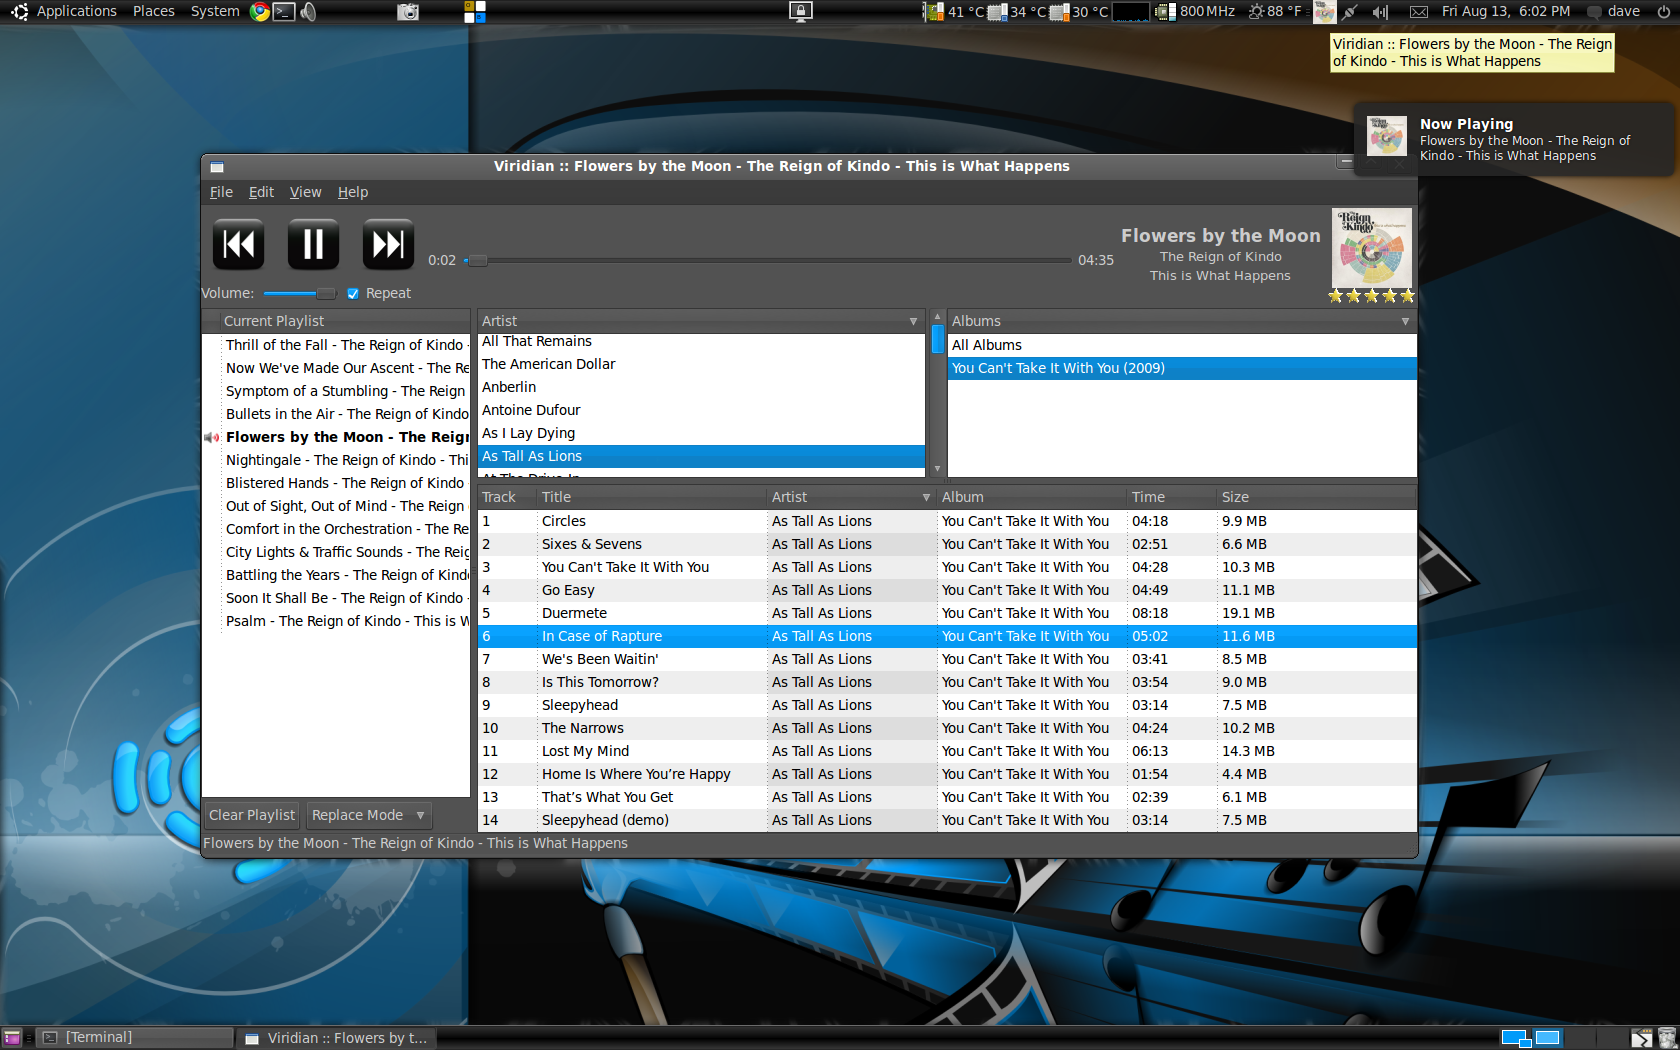 Applications Places System 41 °C 34 °C 30 °C 800 MHz 88 °F Fri Aug 13, 6:02 PM dave
Viridian :: Flowers by the Moon - The Reign
of Kindo - This is What Happens
Now Playing
Flowers by the Moon - The Reign of
Kindo - This is What Happens
Viridian :: Flowers by the Moon - The Reign of Kindo - This is What Happens
File Edit View Help
0:02 04:35
Flowers by the Moon
The Reign of Kindo
This is What Happens
Reign
Kindo
Volume: Repeat
Current Playlist
Thrill of the Fall - The Reign of Kindo -
Now We've Made Our Ascent - The Re
Symptom of a Stumbling - The Reign
Bullets in the Air - The Reign of Kindo
Flowers by the Moon - The Reign
Nightingale - The Reign of Kindo - Thi
Blistered Hands - The Reign of Kindo
Out of Sight, Out of Mind - The Reign
Comfort in the Orchestration - The Re
City Lights & Traffic Sounds - The Reig
Battling the Years - The Reign of Kind
Soon It Shall Be - The Reign of Kindo -
Psalm - The Reign of Kindo - This is W
Clear Playlist Replace Mode
Artist
All That Remains
The American Dollar
Anberlin
Antoine Dufour
As I Lay Dying
As Tall As Lions
At The Drive-In
Albums
All Albums
You Can't Take It With You (2009)
Track Title Artist Album Time Size
1 Circles As Tall As Lions You Can't Take It With You 04:18 9.9 MB
2 Sixes & Sevens As Tall As Lions You Can't Take It With You 02:51 6.6 MB
3 You Can't Take It With You As Tall As Lions You Can't Take It With You 04:28 10.3 MB
4 Go Easy As Tall As Lions You Can't Take It With You 04:49 11.1 MB
5 Duermete As Tall As Lions You Can't Take It With You 08:18 19.1 MB
6 In Case of Rapture As Tall As Lions You Can't Take It With You 05:02 11.6 MB
7 We's Been Waitin' As Tall As Lions You Can't Take It With You 03:41 8.5 MB
8 Is This Tomorrow? As Tall As Lions You Can't Take It With You 03:54 9.0 MB
9 Sleepyhead As Tall As Lions You Can't Take It With You 03:14 7.5 MB
10 The Narrows As Tall As Lions You Can't Take It With You 04:24 10.2 MB
11 Lost My Mind As Tall As Lions You Can't Take It With You 06:13 14.3 MB
12 Home Is Where You’re Happy As Tall As Lions You Can't Take It With You 01:54 4.4 MB
13 That’s What You Get As Tall As Lions You Can't Take It With You 02:39 6.1 MB
14 Sleepyhead (demo) As Tall As Lions You Can't Take It With You 03:14 7.5 MB
Flowers by the Moon - The Reign of Kindo - This is What Happens
[Terminal] Viridian :: Flowers by t...